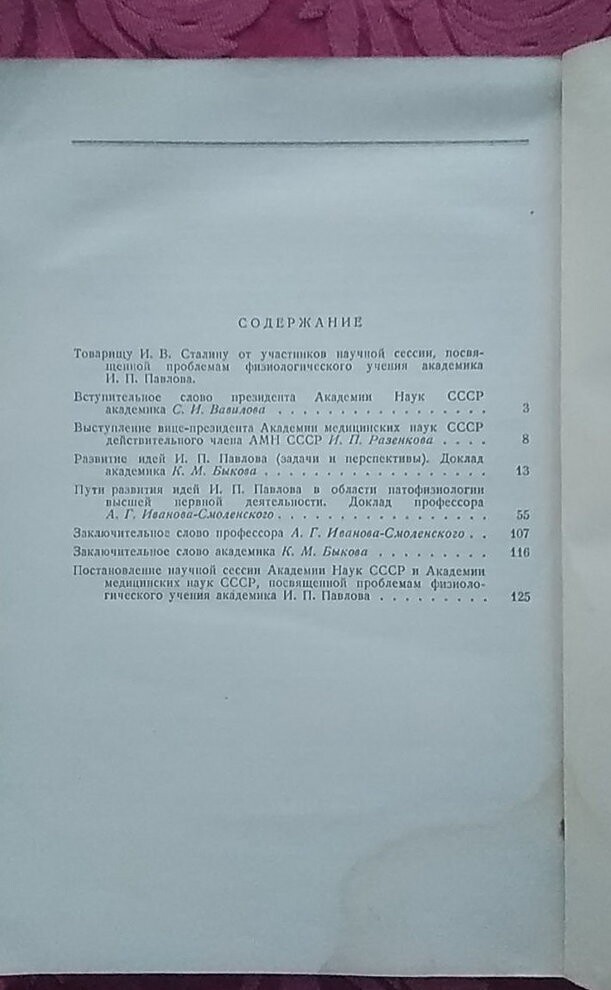 СОДЕРЖАНИЕ
Товарищу И. В. Сталину от участников научной сессии, посвя-
щенной проблемам физиологического учения академика
И. П. Павлова.
Вступительное слово президента Академии Наук СССР
академика С. И. Вавилова . . . . . . . . . . . . . . . . . 3
Выступление вице-президента Академии медицинских наук СССР
действительного члена АМН СССР И. П. Разенкова . . . . 8
Развитие идей И. П. Павлова (задачи и перспективы). Доклад
академика К. М. Быкова . . . . . . . . . . . . . . . . . . 13
Пути развития идей И. П. Павлова в области патофизиологии
высшей нервной деятельности. Доклад профессора
А. Г. Иванова-Смоленского . . . . . . . . . . . . . . . . . 55
Заключительное слово профессора А. Г. Иванова-Смоленского . . 107
Заключительное слово академика К. М. Быкова . . . . . . . . . 116
Постановление научной сессии Академии Наук СССР и Академии
медицинских наук СССР, посвященной проблемам физиоло-
гического учения академика И. П. Павлова . . . . . . . . . 125